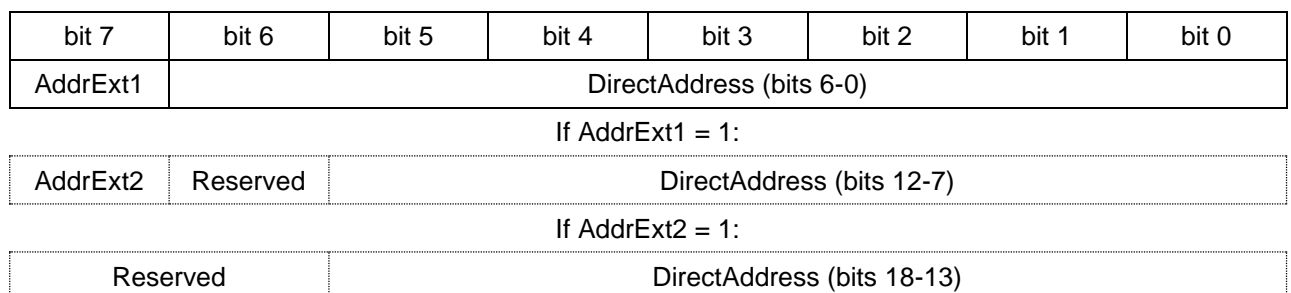 bit 7 bit 6 bit 5 bit 4 bit 3 bit 2 bit 1 bit 0
AddrExt1 DirectAddress (bits 6-0)
If AddrExt1 = 1:
AddrExt2 Reserved DirectAddress (bits 12-7)
If AddrExt2 = 1:
Reserved DirectAddress (bits 18-13)